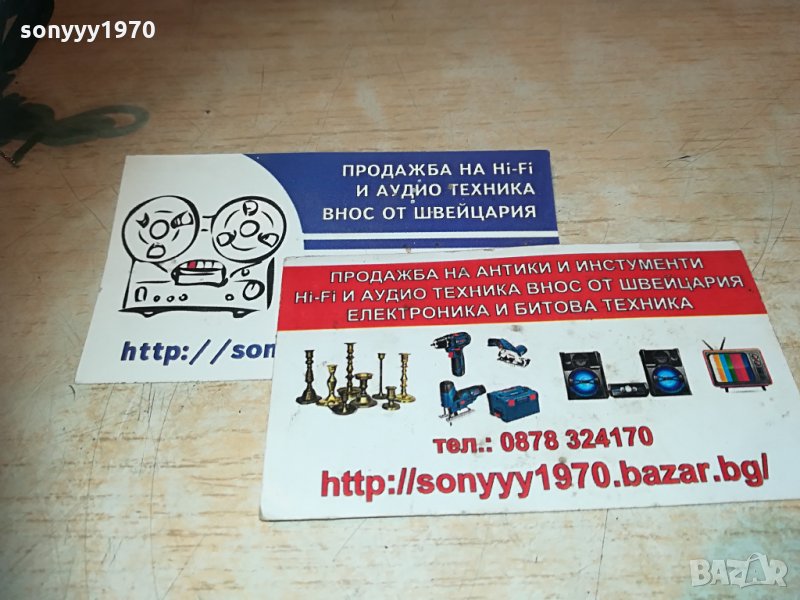 sonyyy1970
ПРОДАЖБА НА Hi-Fi
И АУДИО ТЕХНИКА
ВНОС ОТ ШВЕЙЦАРИЯ
http://son
ПРОДАЖБА НА АНТИКИ И ИНСТУМЕНТИ
Hi-Fi И АУДИО ТЕХНИКА ВНОС ОТ ШВЕЙЦАРИЯ
ЕЛЕКТРОНИКА И БИТОВА ТЕХНИКА
тел.: 0878 324170
http://sonyyy1970.bazar.bg/
BAZAR